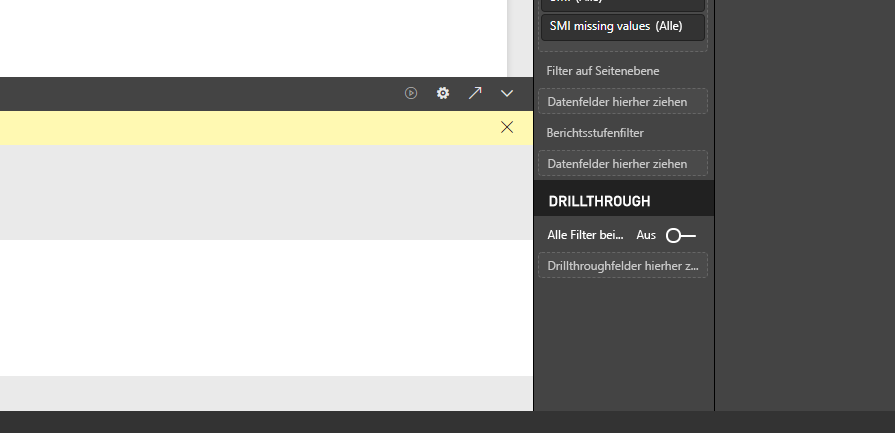 SMI missing values (Alle)
Filter auf Seitenebene
Datenfelder hierher ziehen
Berichtsstufenfilter
Datenfelder hierher ziehen
DRILLTHROUGH
Alle Filter bei... Aus
Drillthroughfelder hierher z...